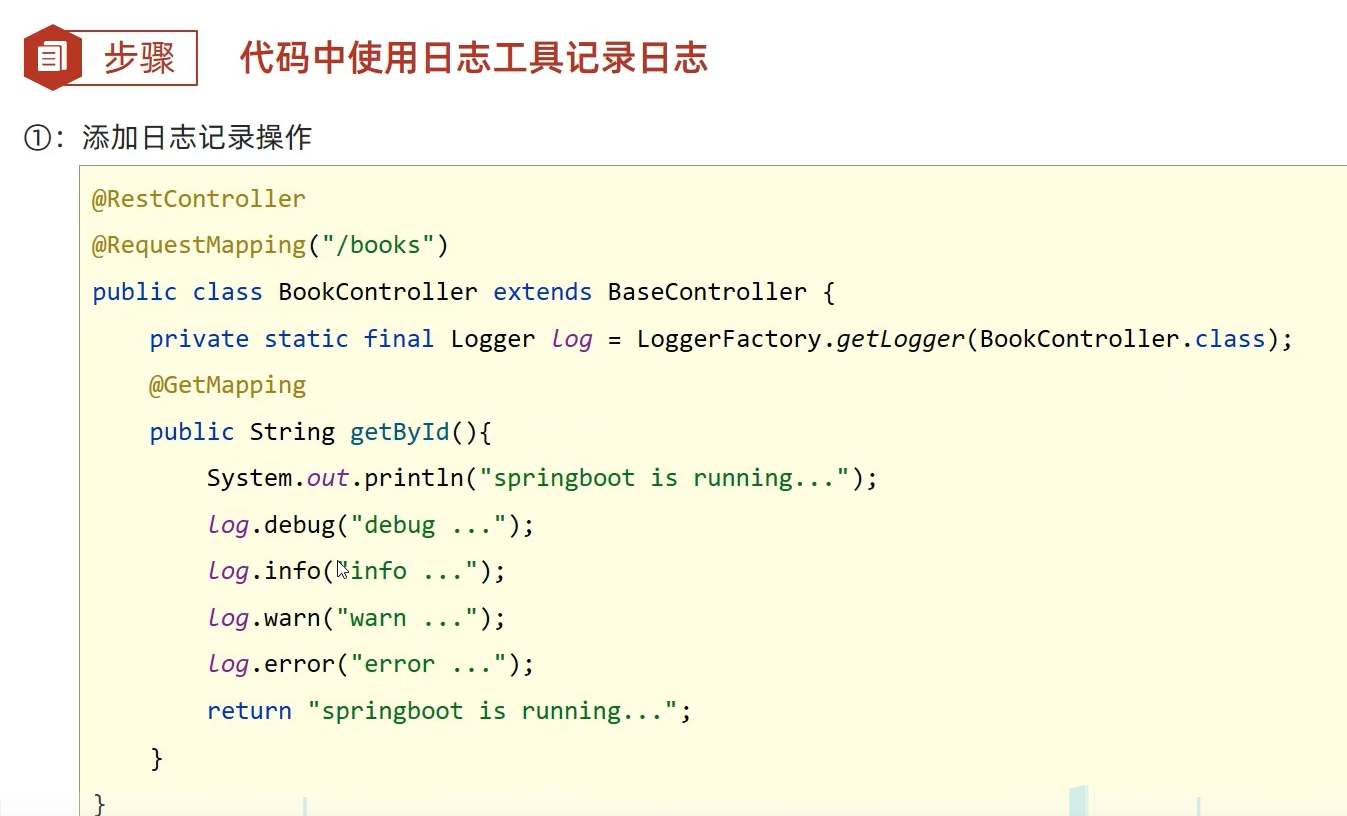 步骤 代码中使用日志工具记录日志
①：添加日志记录操作
@RestController
@RequestMapping("/books")
public class BookController extends BaseController {
    private static final Logger log = LoggerFactory.getLogger(BookController.class);
    @GetMapping
    public String getById(){
        System.out.println("springboot is running...");
        log.debug("debug ...");
        log.info("info ...");
        log.warn("warn ...");
        log.error("error ...");
        return "springboot is running...";
    }
}